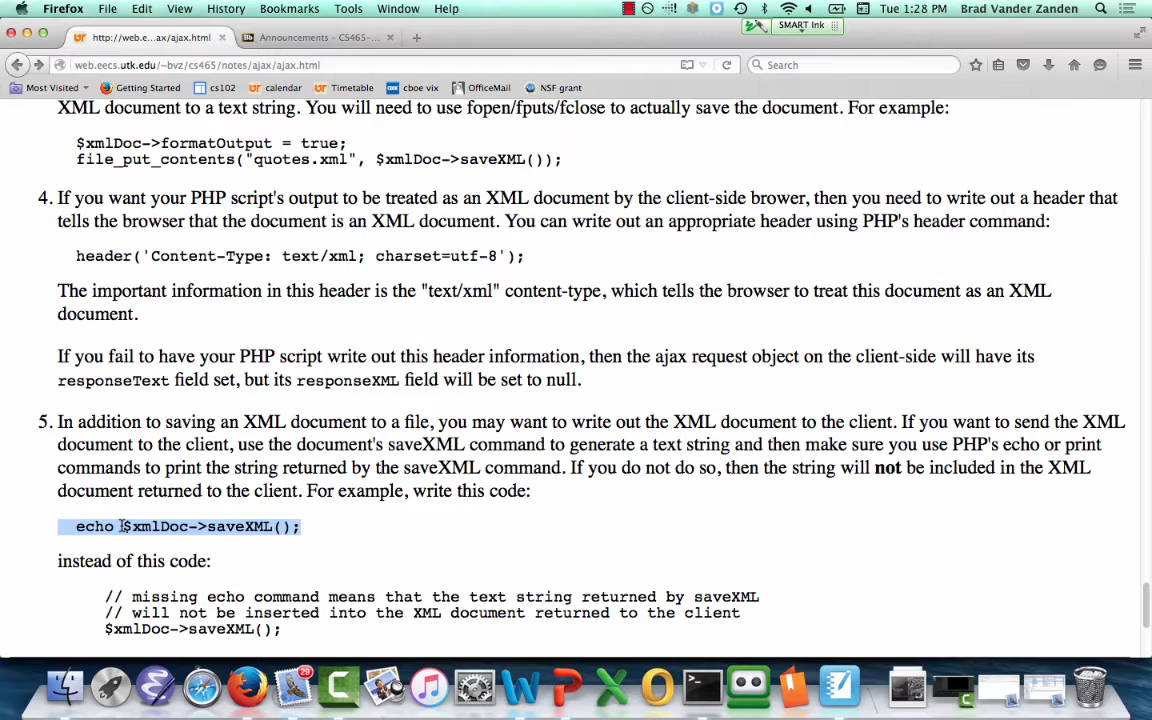 Firefox File Edit View History Bookmarks Tools Window Help Tue 1:28 PM Brad Vander Zanden
SMART Ink
http://web.e...ax/ajax.html × Announcements – CS465-... × +
web.eecs.utk.edu/~bvz/cs465/notes/ajax/ajax.html Search
Most Visited Getting Started cs102 calendar Timetable cboe vix OfficeMail NSF grant
XML document to a text string. You will need to use fopen/fputs/fclose to actually save the document. For example:
$xmlDoc->formatOutput = true;
file_put_contents("quotes.xml", $xmlDoc->saveXML());
4. If you want your PHP script's output to be treated as an XML document by the client-side brower, then you need to write out a header that
tells the browser that the document is an XML document. You can write out an appropriate header using PHP's header command:
header('Content-Type: text/xml; charset=utf-8');
The important information in this header is the "text/xml" content-type, which tells the browser to treat this document as an XML
document.
If you fail to have your PHP script write out this header information, then the ajax request object on the client-side will have its
responseText field set, but its responseXML field will be set to null.
5. In addition to saving an XML document to a file, you may want to write out the XML document to the client. If you want to send the XML
document to the client, use the document's saveXML command to generate a text string and then make sure you use PHP's echo or print
commands to print the string returned by the saveXML command. If you do not do so, then the string will not be included in the XML
document returned to the client. For example, write this code:
echo $xmlDoc->saveXML();
instead of this code:
// missing echo command means that the text string returned by saveXML
// will not be inserted into the XML document returned to the client
$xmlDoc->saveXML();
29